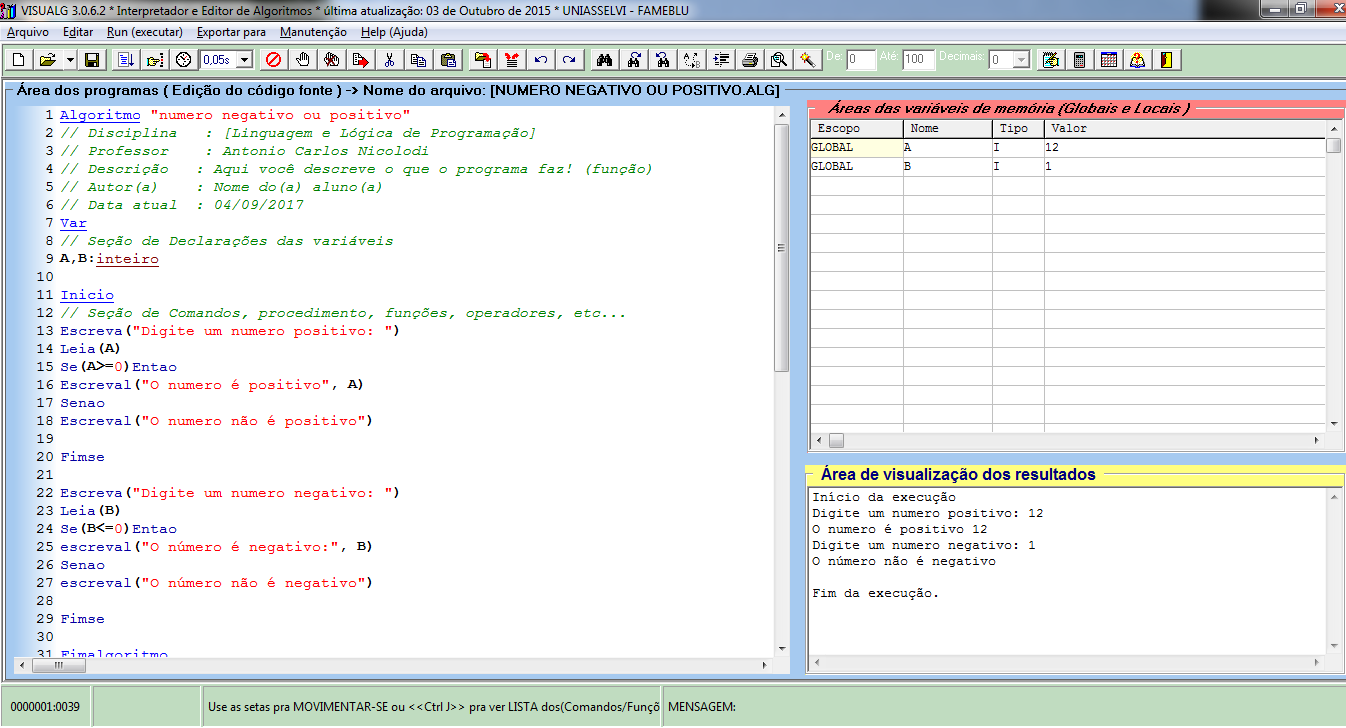 VISUALG 3.0.6.2 * Interpretador e Editor de Algoritmos * última atualização: 03 de Outubro de 2015 * UNIASSELVI - FAMEBLU
Arquivo Editar Run (executar) Exportar para Manutenção Help (Ajuda)
0,05s De: 0 Até: 100 Decimais: 0
Área dos programas ( Edição do código fonte ) -> Nome do arquivo: [NUMERO NEGATIVO OU POSITIVO.ALG]
1 Algoritmo "numero negativo ou positivo"
2 // Disciplina : [Linguagem e Lógica de Programação]
3 // Professor : Antonio Carlos Nicolodi
4 // Descrição : Aqui você descreve o que o programa faz! (função)
5 // Autor(a) : Nome do(a) aluno(a)
6 // Data atual : 04/09/2017
7 Var
8 // Seção de Declarações das variáveis
9 A,B:inteiro
10
11 Inicio
12 // Seção de Comandos, procedimento, funções, operadores, etc...
13 Escreva("Digite um numero positivo: ")
14 Leia(A)
15 Se(A>=0)Entao
16 Escreval("O numero é positivo", A)
17 Senao
18 Escreval("O numero não é positivo")
19
20 Fimse
21
22 Escreva("Digite um numero negativo: ")
23 Leia(B)
24 Se(B<=0)Entao
25 escreval("O número é negativo:", B)
26 Senao
27 escreval("O número não é negativo")
28
29 Fimse
30
31 Fimalgoritmo
Áreas das variáveis de memória (Globais e Locais )
Escopo Nome Tipo Valor
GLOBAL A I 12
GLOBAL B I 1
Área de visualização dos resultados
Início da execução
Digite um numero positivo: 12
O numero é positivo 12
Digite um numero negativo: 1
O número não é negativo
Fim da execução.
0000001:0039 Use as setas pra MOVIMENTAR-SE ou <<Ctrl J>> pra ver LISTA dos(Comandos/Funçõ MENSAGEM: